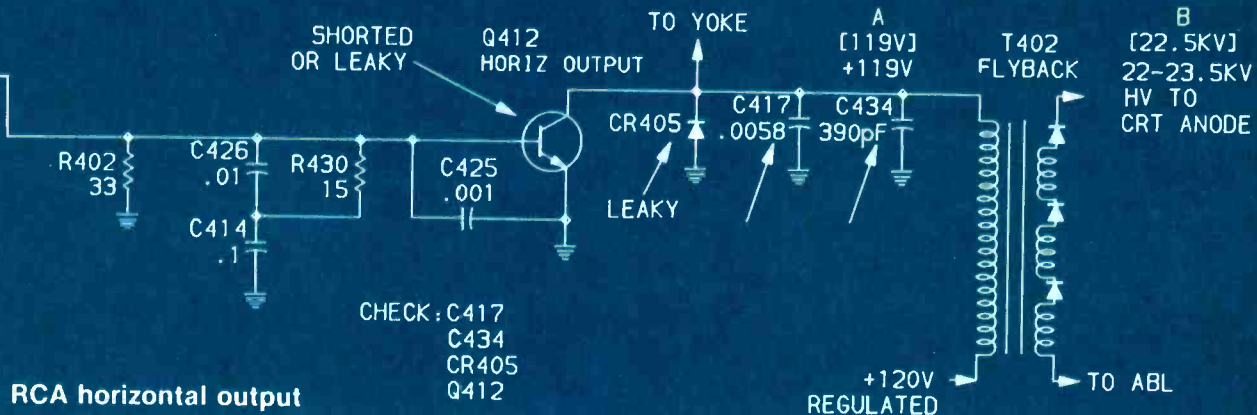 SHORTED
OR LEAKY
Q412
HORIZ OUTPUT
TO YOKE
A
[119V]
+119V
T402
FLYBACK
B
[22.5KV]
22-23.5KV
HV TO
CRT ANODE
R402
33
C426
.01
C414
.1
R430
15
C425
.001
CR405
LEAKY
C417
.0058
C434
390pF
CHECK: C417
C434
CR405
Q412
+120V
REGULATED
TO ABL
RCA horizontal output